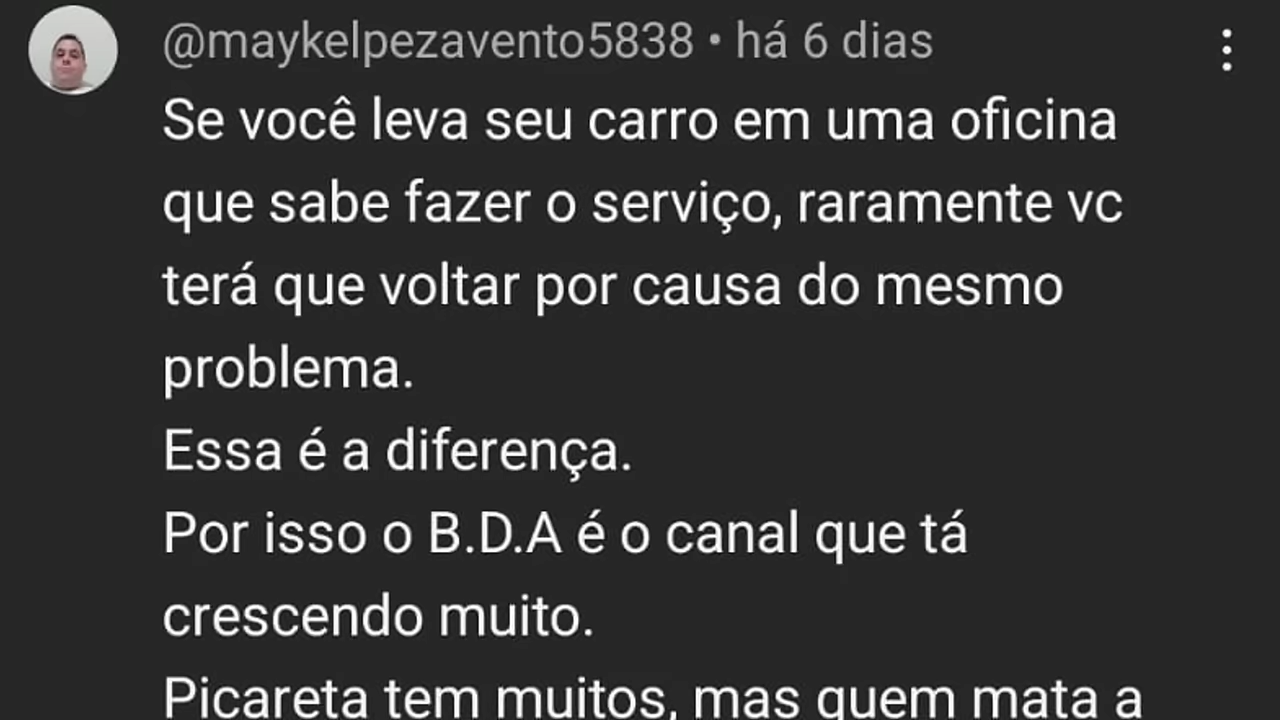 @maykelpezavento5838 • há 6 dias
Se você leva seu carro em uma oficina
que sabe fazer o serviço, raramente vc
terá que voltar por causa do mesmo
problema.
Essa é a diferença.
Por isso o B.D.A é o canal que tá
crescendo muito.
Picareta tem muitos, mas quem mata a